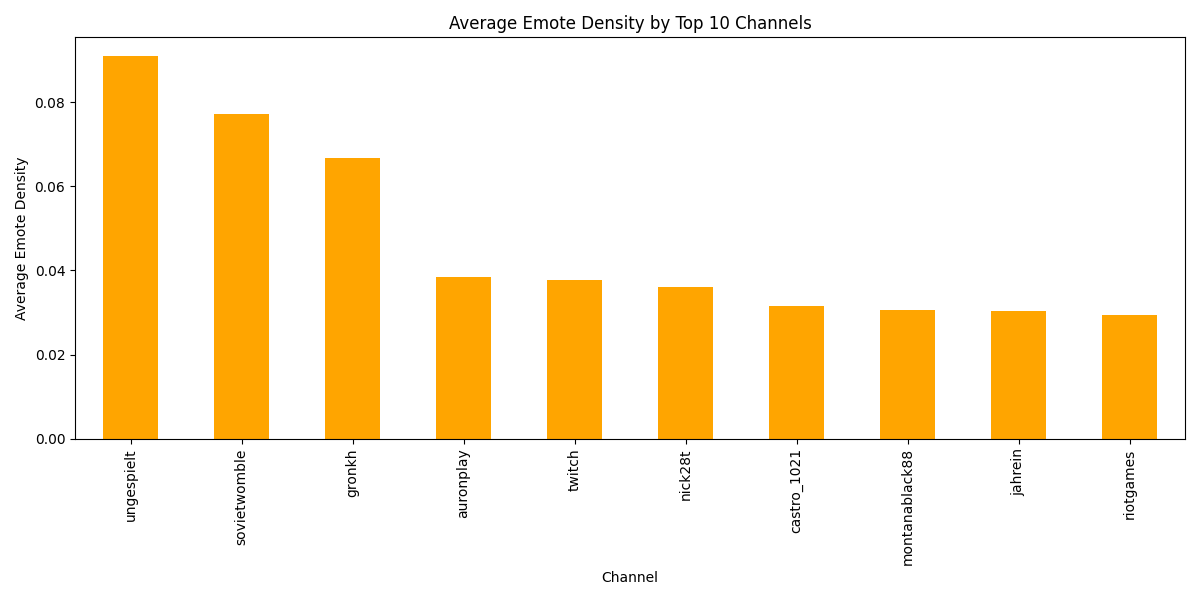 Average Emote Density by Top 10 Channels
Average Emote Density
0.08
0.06
0.04
0.02
0.00
ungespielt
sovietwomble
gronkh
auronplay
twitch
nick28t
castro_1021
montanablack88
jahrein
riotgames
Channel